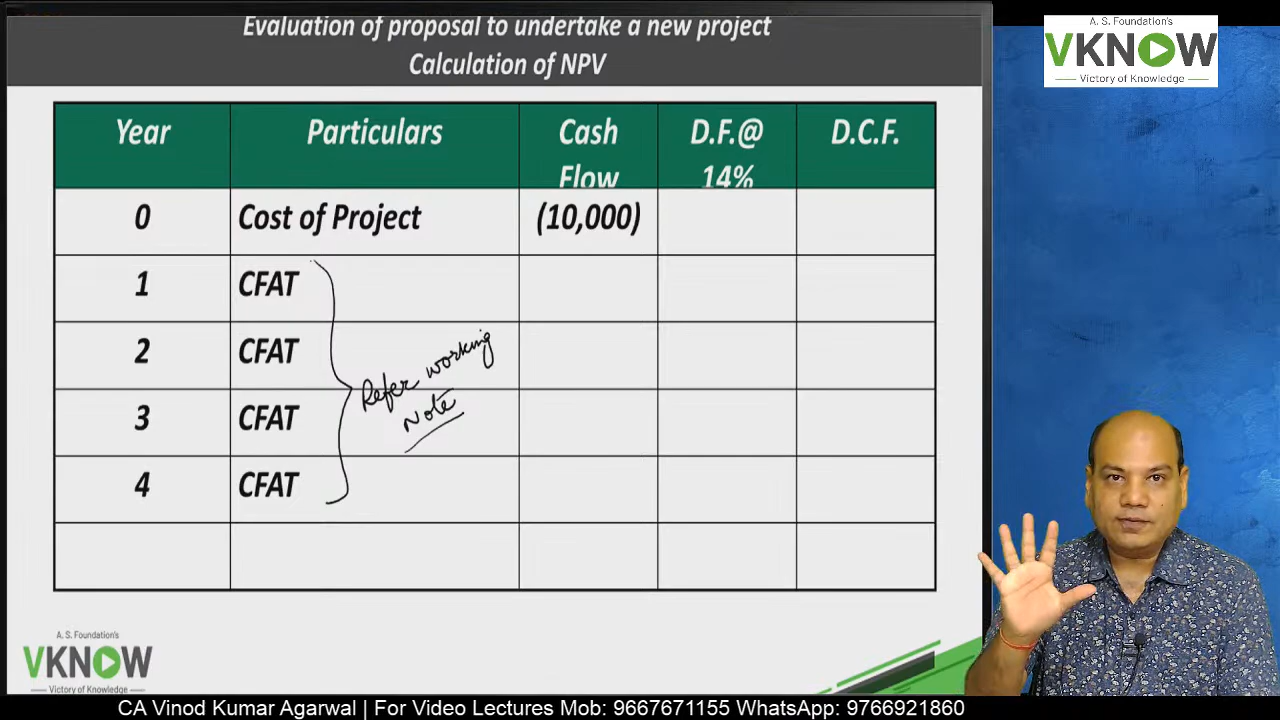 Evaluation of proposal to undertake a new project
Calculation of NPV
A. S. Foundation's
VKNOW
Victory of Knowledge
Year Particulars Cash Flow D.F.@ 14% D.C.F.
0 Cost of Project (10,000)
1 CFAT
2 CFAT
3 CFAT
4 CFAT
Refer working
Note
A. S. Foundation's
VKNOW
Victory of Knowledge
CA Vinod Kumar Agarwal | For Video Lectures Mob: 9667671155 WhatsApp: 9766921860